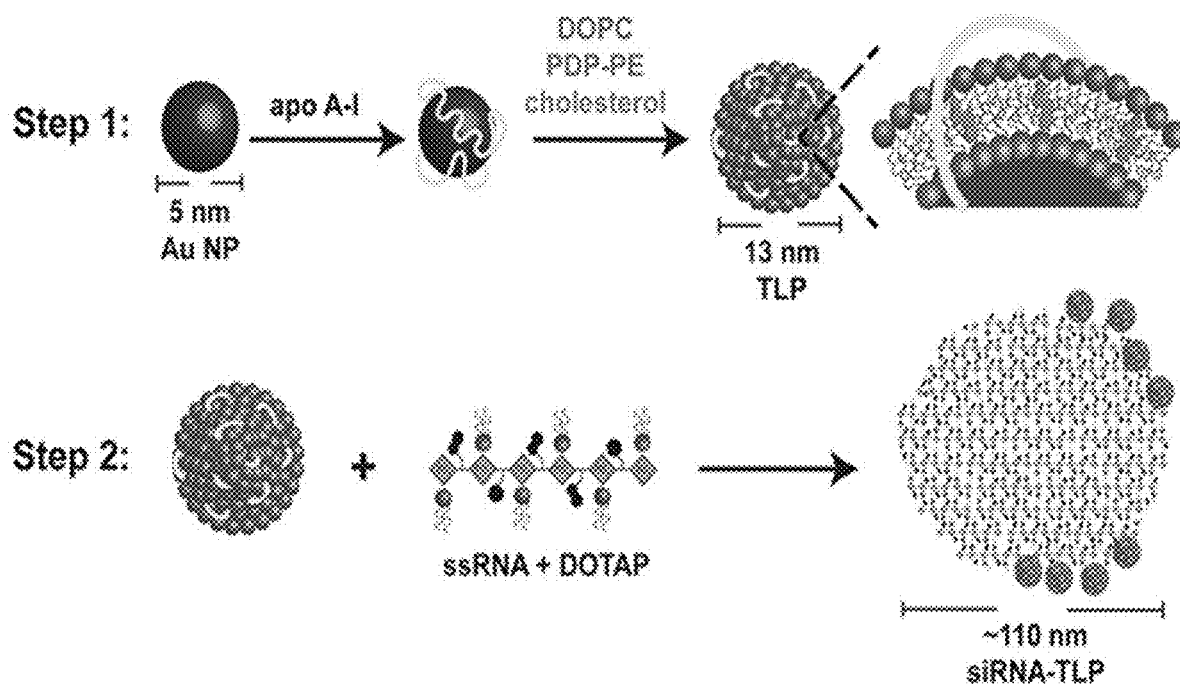 Step 1:
apo A-I
DOPC
PDP-PE
cholesterol
5 nm
Au NP
13 nm
TLP
Step 2:
+
ssRNA + DOTAP
~110 nm
siRNA-TLP